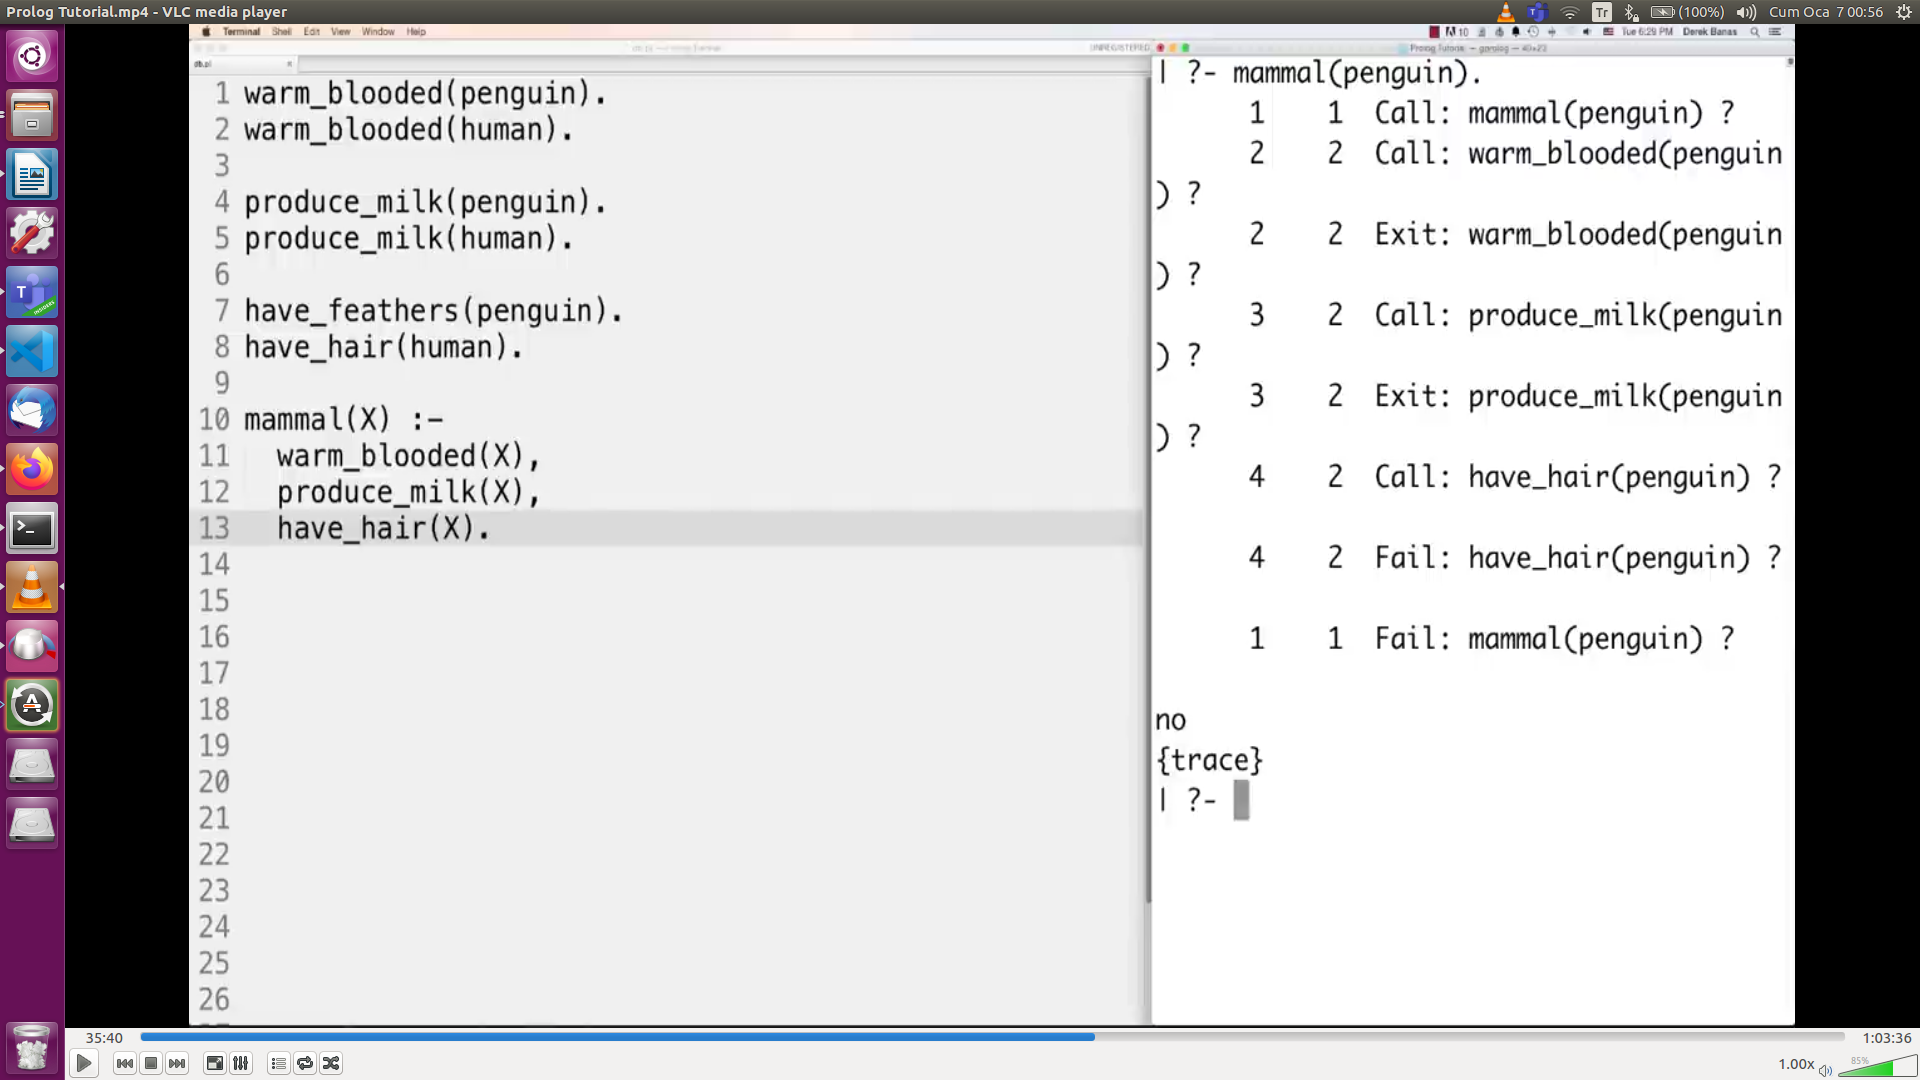 Prolog Tutorial.mp4 - VLC media player
Tr
(100%)
Cum Oca 7 00:56
Terminal Shell Edit View Window Help
10
Tue 6:29 PM Derek Banas
UNREGISTERED
db.pl
1 warm_blooded(penguin).
2 warm_blooded(human).
3
4 produce_milk(penguin).
5 produce_milk(human).
6
7 have_feathers(penguin).
8 have_hair(human).
9
10 mammal(X) :-
11 warm_blooded(X),
12 produce_milk(X),
13 have_hair(X).
14
15
16
17
18
19
20
21
22
23
24
25
26
| ?- mammal(penguin).
1 1 Call: mammal(penguin) ?
2 2 Call: warm_blooded(penguin
) ?
2 2 Exit: warm_blooded(penguin
) ?
3 2 Call: produce_milk(penguin
) ?
3 2 Exit: produce_milk(penguin
) ?
4 2 Call: have_hair(penguin) ?
4 2 Fail: have_hair(penguin) ?
1 1 Fail: mammal(penguin) ?
no
{trace}
| ?-
35:40
1:03:36
1.00x
85%